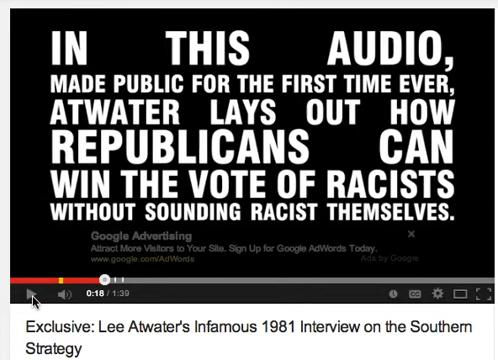 IN THIS AUDIO,
MADE PUBLIC FOR THE FIRST TIME EVER,
ATWATER LAYS OUT HOW
REPUBLICANS CAN
WIN THE VOTE OF RACISTS
WITHOUT SOUNDING RACIST THEMSELVES.
Google Advertising
Attract More Visitors to Your Site. Sign Up for Google AdWords Today.
www.google.com/AdWords Ads by Google
0:18 / 1:39 CC
Exclusive: Lee Atwater's Infamous 1981 Interview on the Southern
Strategy